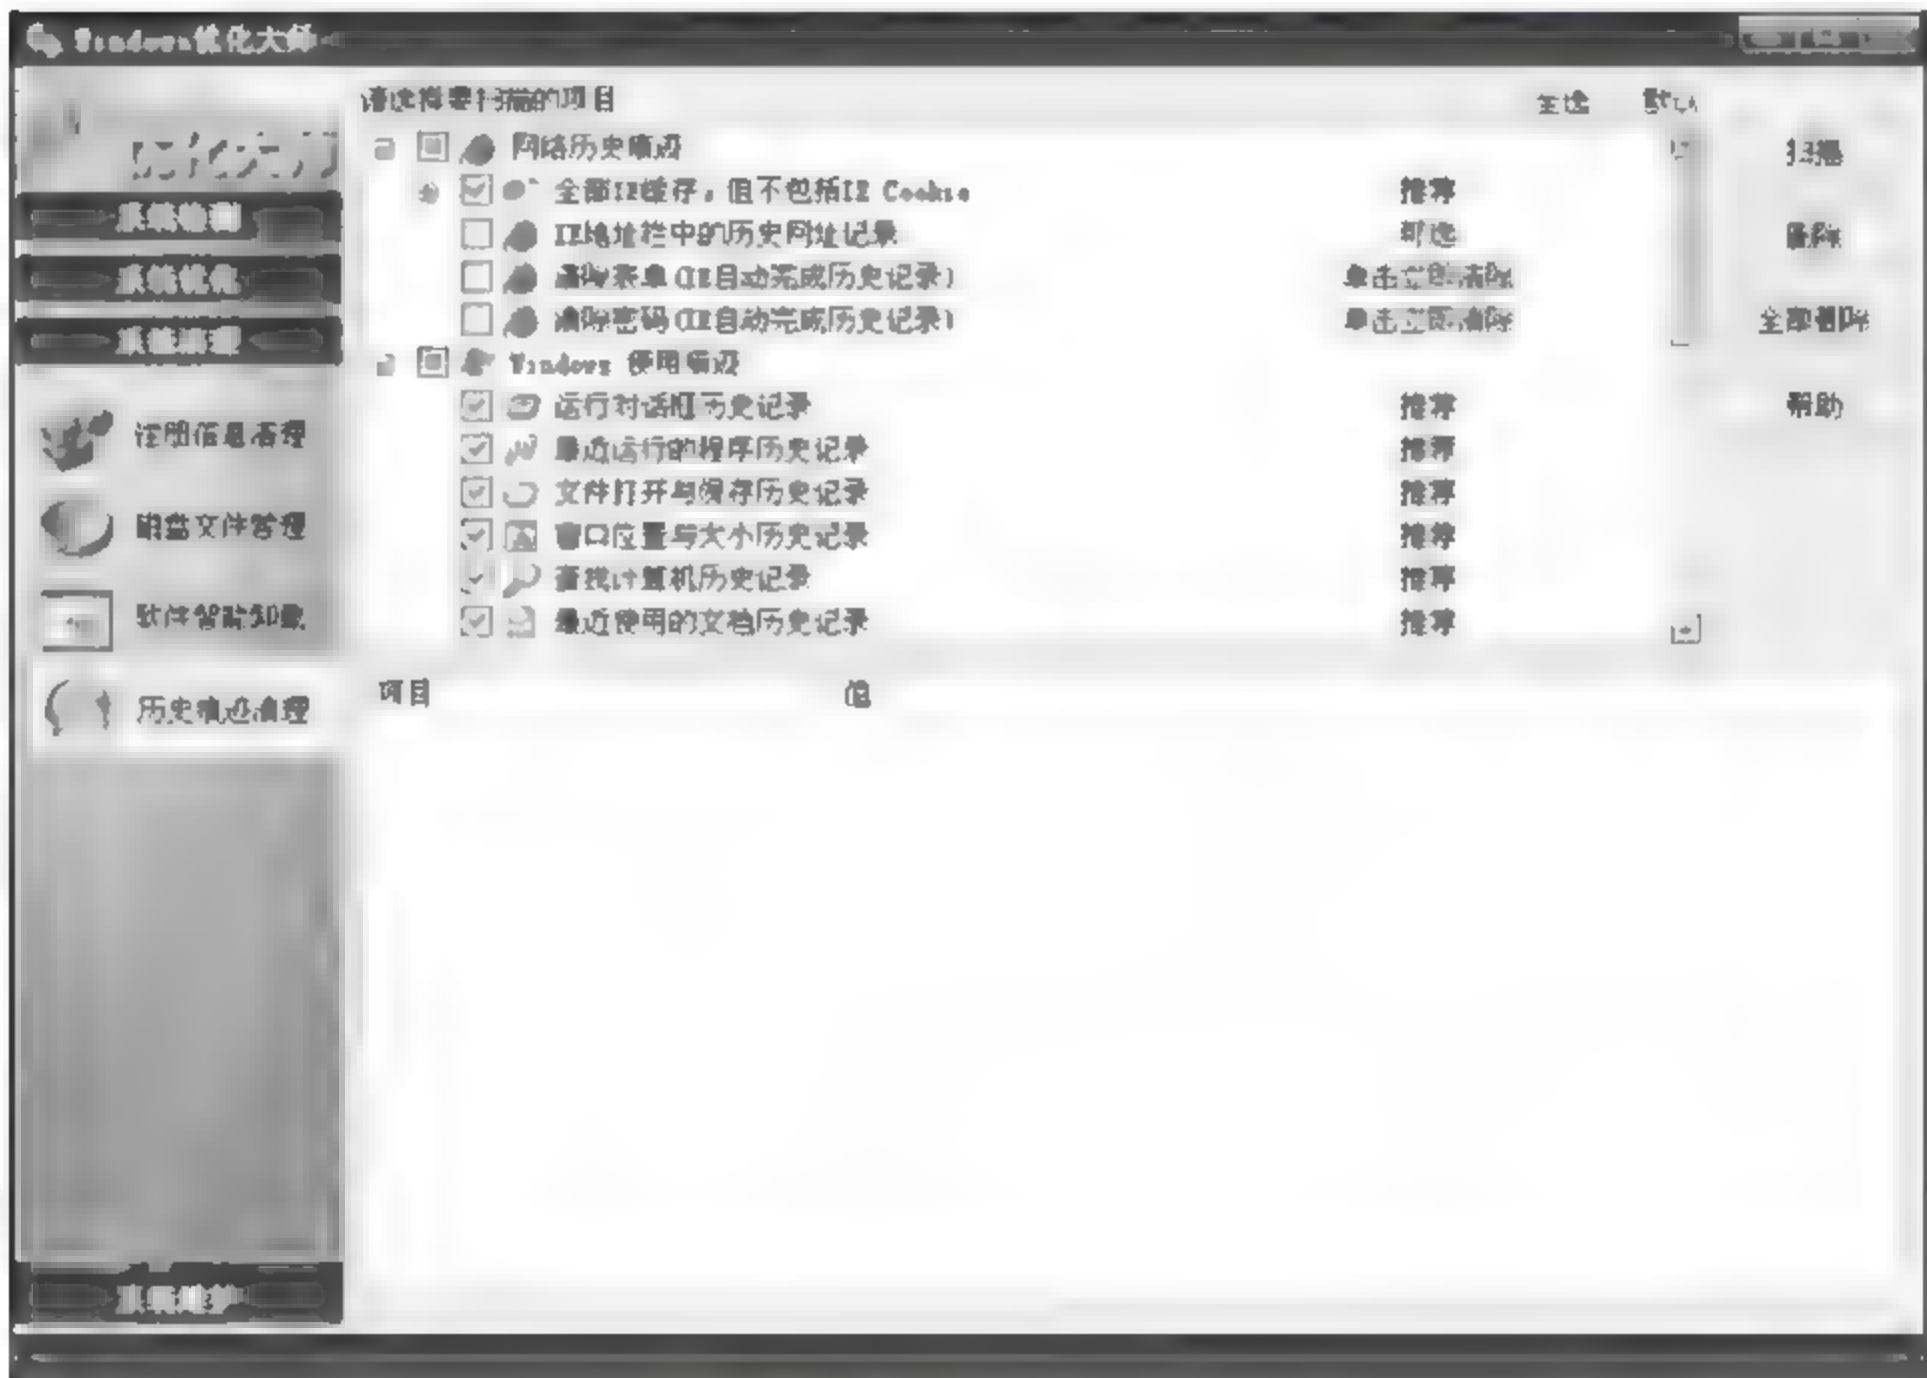 Windows优化大师
请选择要扫描的项目 全选 默认
网络历史痕迹
全部IE缓存，但不包括IE Cookie 推荐
IE地址栏中的历史网址记录 可选
清除表单(IE自动完成历史记录) 单击立即清除
清除密码(IE自动完成历史记录) 单击立即清除
Windows 使用痕迹
运行对话框历史记录 推荐
最近运行的程序历史记录 推荐
文件打开与保存历史记录 推荐
窗口位置与大小历史记录 推荐
查找计算机历史记录 推荐
最近使用的文档历史记录 推荐
扫描
删除
全部删除
帮助
系统检测
系统优化
系统清理
注册信息清理
磁盘文件管理
软件智能卸载
历史痕迹清理
系统维护
项目 值